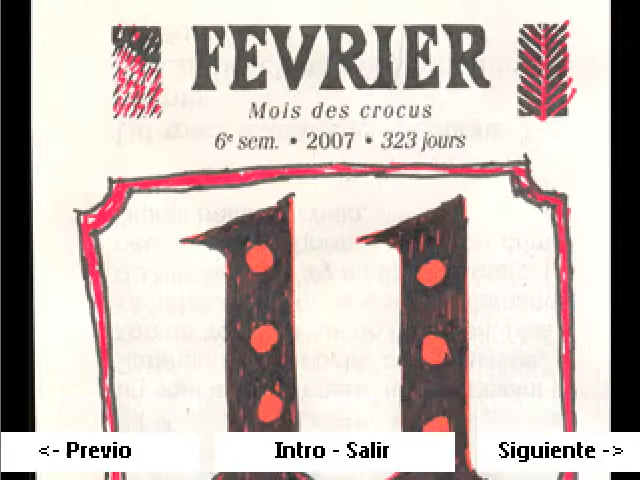 FEVRIER
Mois des crocus
6e sem. • 2007 • 323 jours
11
<- Previo
Intro - Salir
Siguiente ->